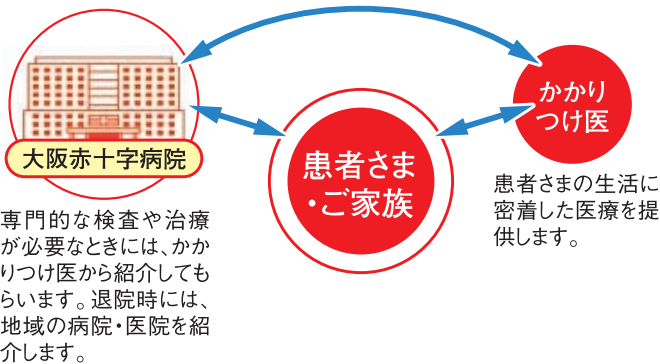 大阪赤十字病院
専門的な検査や治療
が必要なときには、かか
りつけ医から紹介しても
らいます。退院時には、
地域の病院・医院を紹
介します。
患者さま
・ご家族
かかり
つけ医
患者さまの生活に
密着した医療を提
供します。